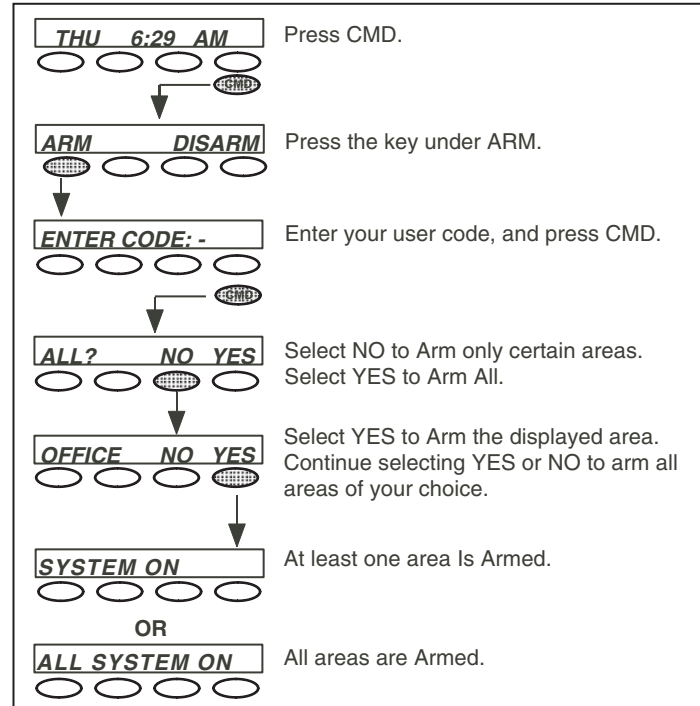 THU 6:29 AM
Press CMD.
CMD
ARM DISARM
Press the key under ARM.
ENTER CODE: -
Enter your user code, and press CMD.
CMD
ALL? NO YES
Select NO to Arm only certain areas.
Select YES to Arm All.
OFFICE NO YES
Select YES to Arm the displayed area.
Continue selecting YES or NO to arm all
areas of your choice.
SYSTEM ON
At least one area Is Armed.
OR
ALL SYSTEM ON
All areas are Armed.